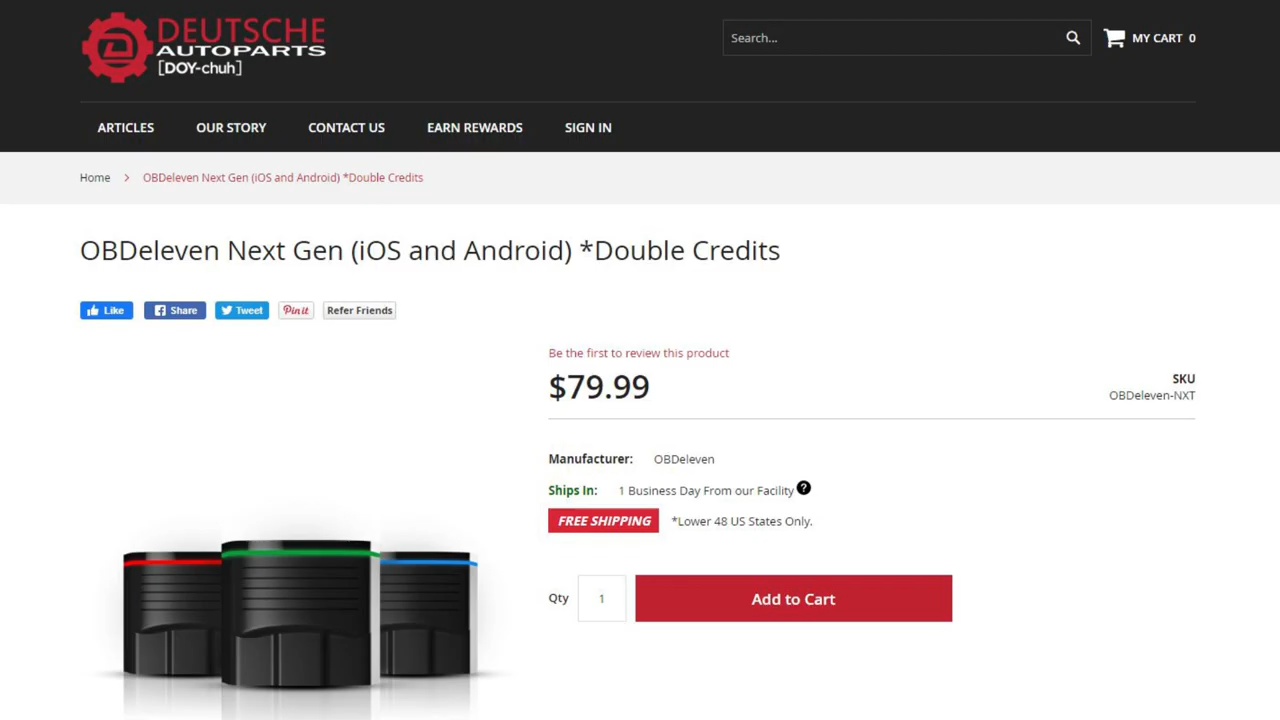 DEUTSCHE
AUTOPARTS
[DOY-chuh]
Search...
MY CART 0
ARTICLES OUR STORY CONTACT US EARN REWARDS SIGN IN
Home > OBDeleven Next Gen (iOS and Android) *Double Credits
OBDeleven Next Gen (iOS and Android) *Double Credits
Like Share Tweet Pin it Refer Friends
Be the first to review this product
$79.99
SKU
OBDeleven-NXT
Manufacturer: OBDeleven
Ships In: 1 Business Day From our Facility ?
FREE SHIPPING *Lower 48 US States Only.
Qty 1 Add to Cart